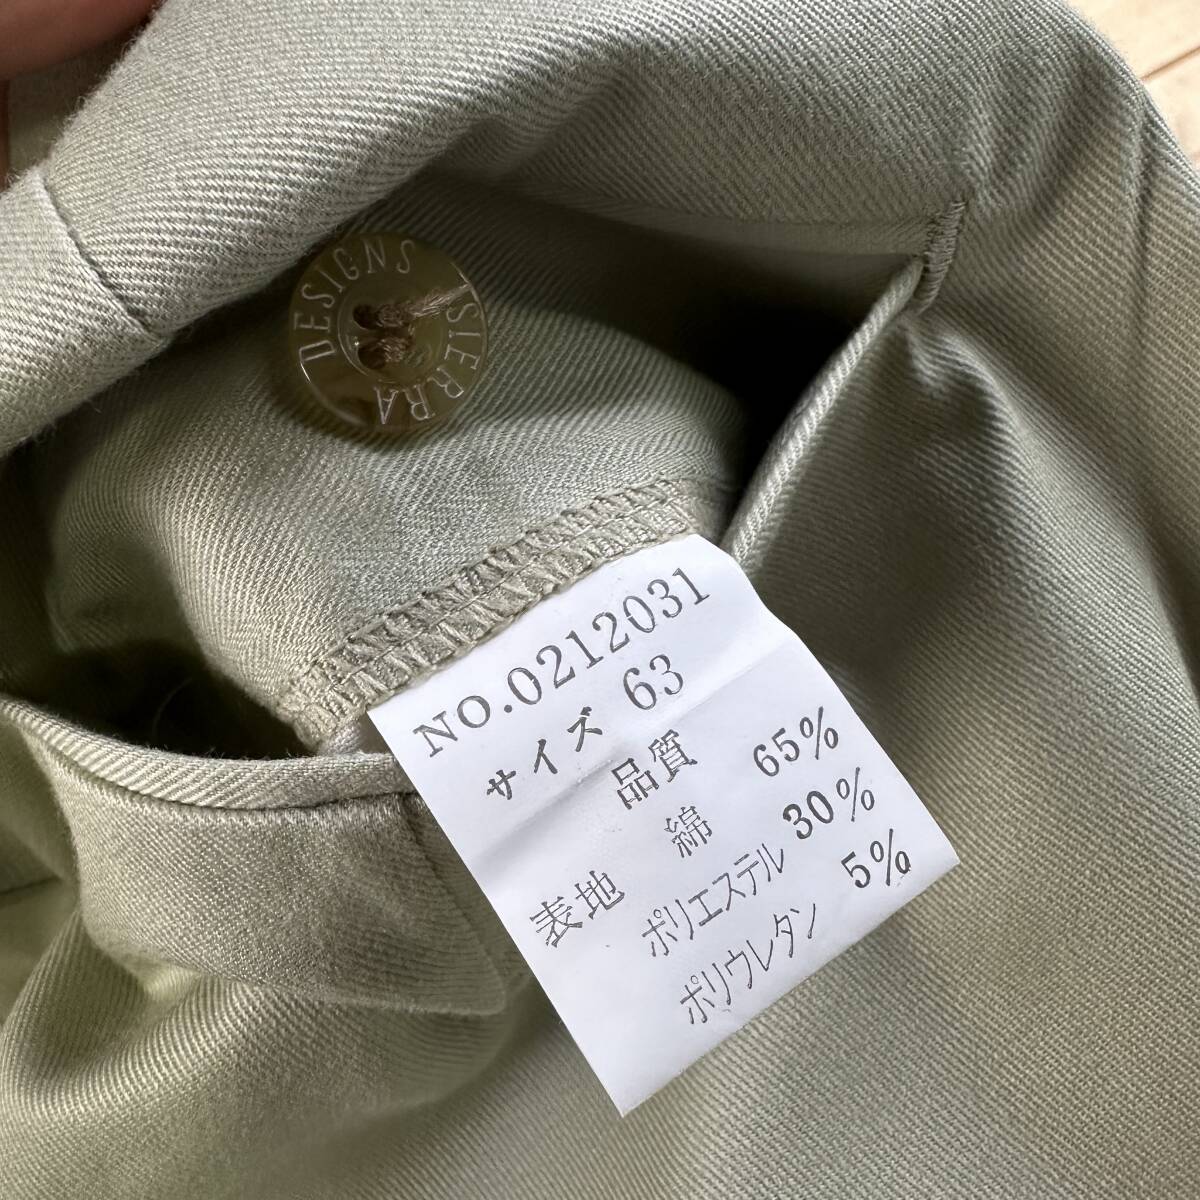 SIERRA DESIGNS
NO.0212031
サイズ 63
品質
表地 綿 65%
ポリエステル 30%
ポリウレタン 5%